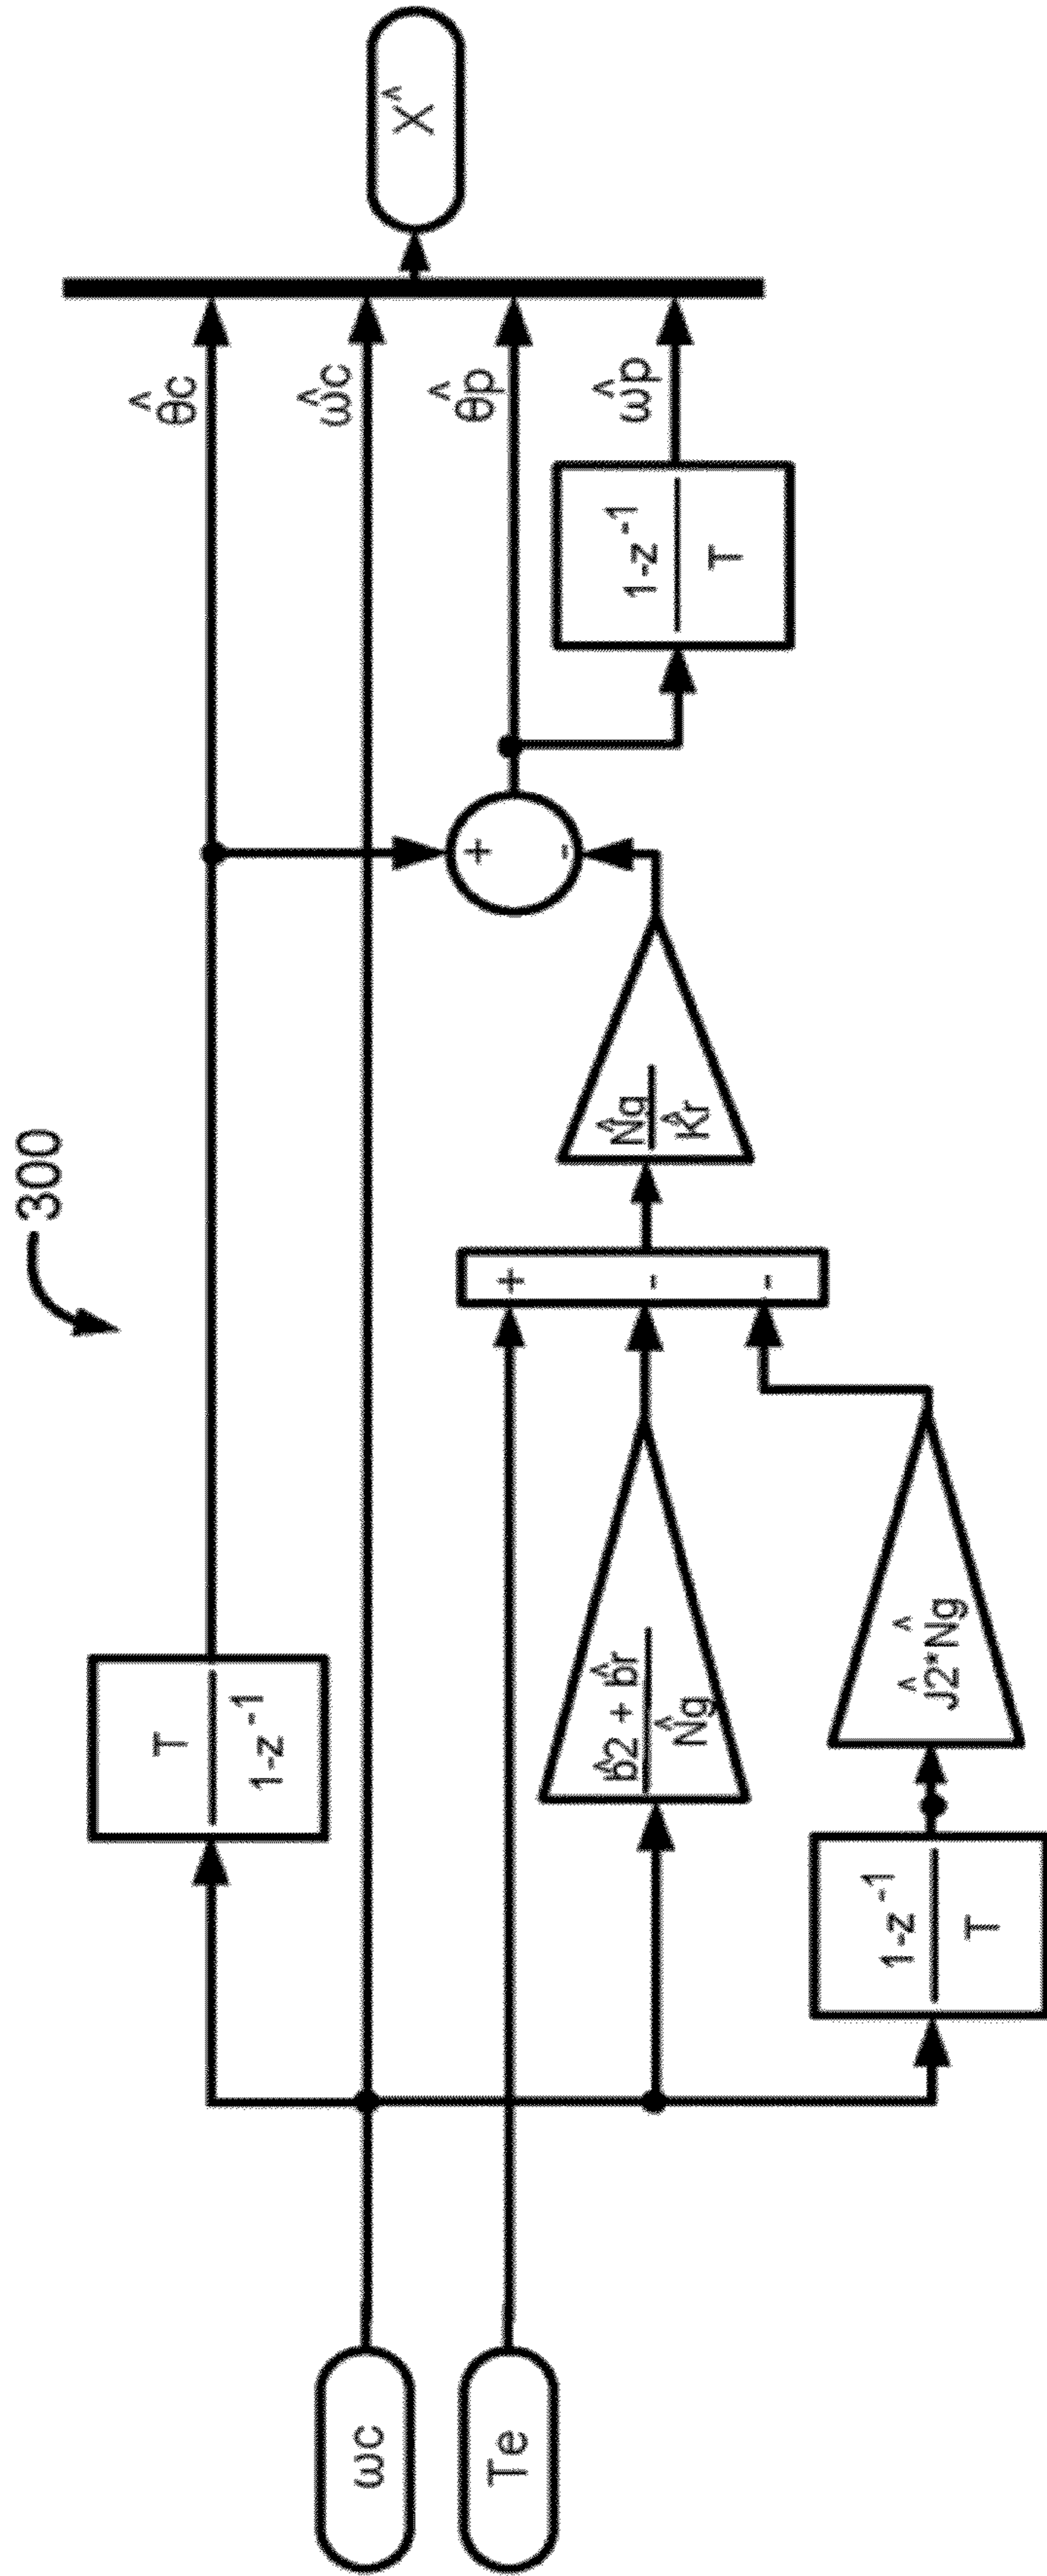 300
ωc
Te
T
1-z⁻¹
b̂2 + b̂r
N̂g
1-z⁻¹
T
Ĵ2*N̂g
+
-
-
N̂g
K̂r
+
-
1-z⁻¹
T
θ̂c
ω̂c
θ̂p
ω̂p
X^